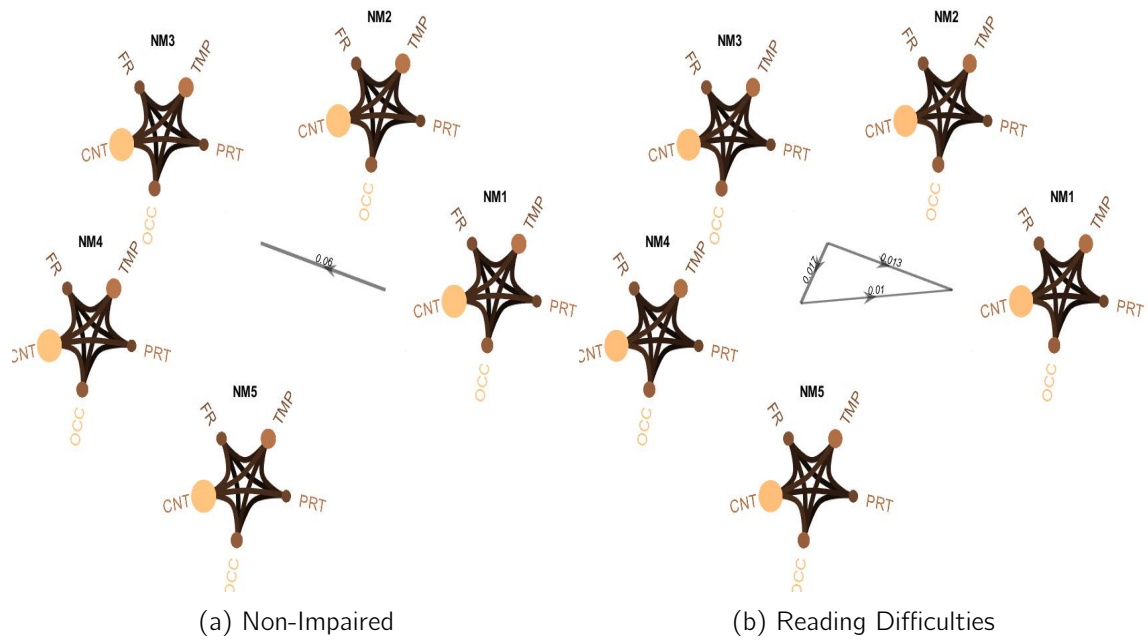 NM3
FR
TMP
CNT
PRT
OCC
NM2
FR
TMP
CNT
PRT
OCC
NM1
FR
TMP
CNT
PRT
OCC
NM4
FR
TMP
CNT
PRT
OCC
NM5
FR
TMP
CNT
PRT
OCC
0.06
(a) Non-Impaired
NM3
FR
TMP
CNT
PRT
OCC
NM2
FR
TMP
CNT
PRT
OCC
NM1
FR
TMP
CNT
PRT
OCC
NM4
FR
TMP
CNT
PRT
OCC
NM5
FR
TMP
CNT
PRT
OCC
0.017
0.013
0.01
(b) Reading Difficulties